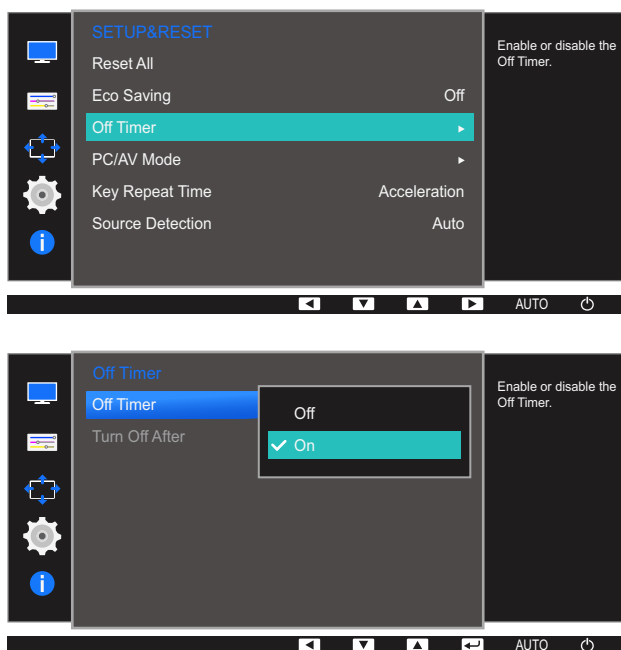 SETUP&RESET
Reset All
Eco Saving Off
Off Timer
PC/AV Mode
Key Repeat Time Acceleration
Source Detection Auto
Enable or disable the
Off Timer.
AUTO
Off Timer
Off Timer
Turn Off After
Off
On
Enable or disable the
Off Timer.
AUTO